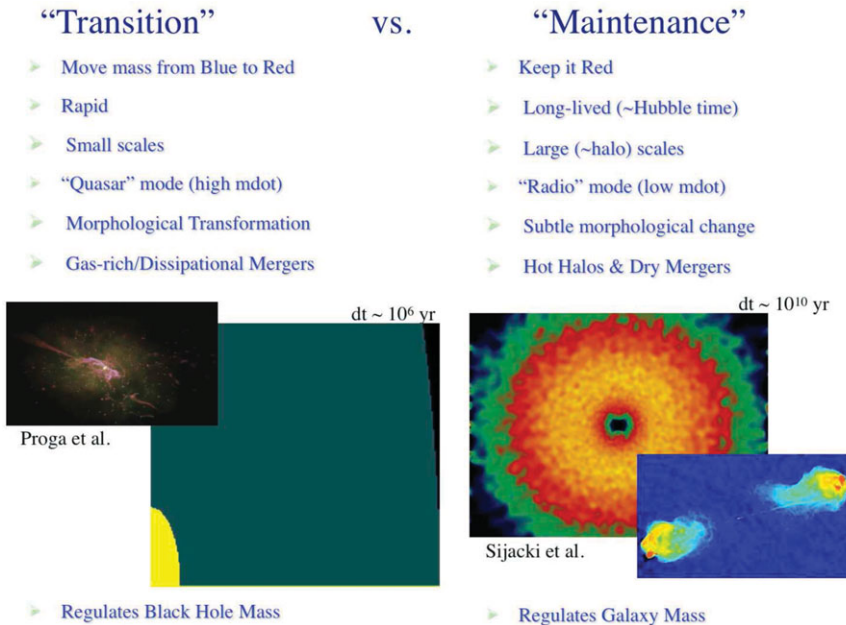 “Transition” vs. “Maintenance”
Move mass from Blue to Red
Rapid
Small scales
“Quasar” mode (high mdot)
Morphological Transformation
Gas-rich/Dissipational Mergers
Keep it Red
Long-lived (~Hubble time)
Large (~halo) scales
“Radio” mode (low mdot)
Subtle morphological change
Hot Halos & Dry Mergers
dt ~ 10⁶ yr
Proga et al.
dt ~ 10¹⁰ yr
Sijacki et al.
Regulates Black Hole Mass
Regulates Galaxy Mass